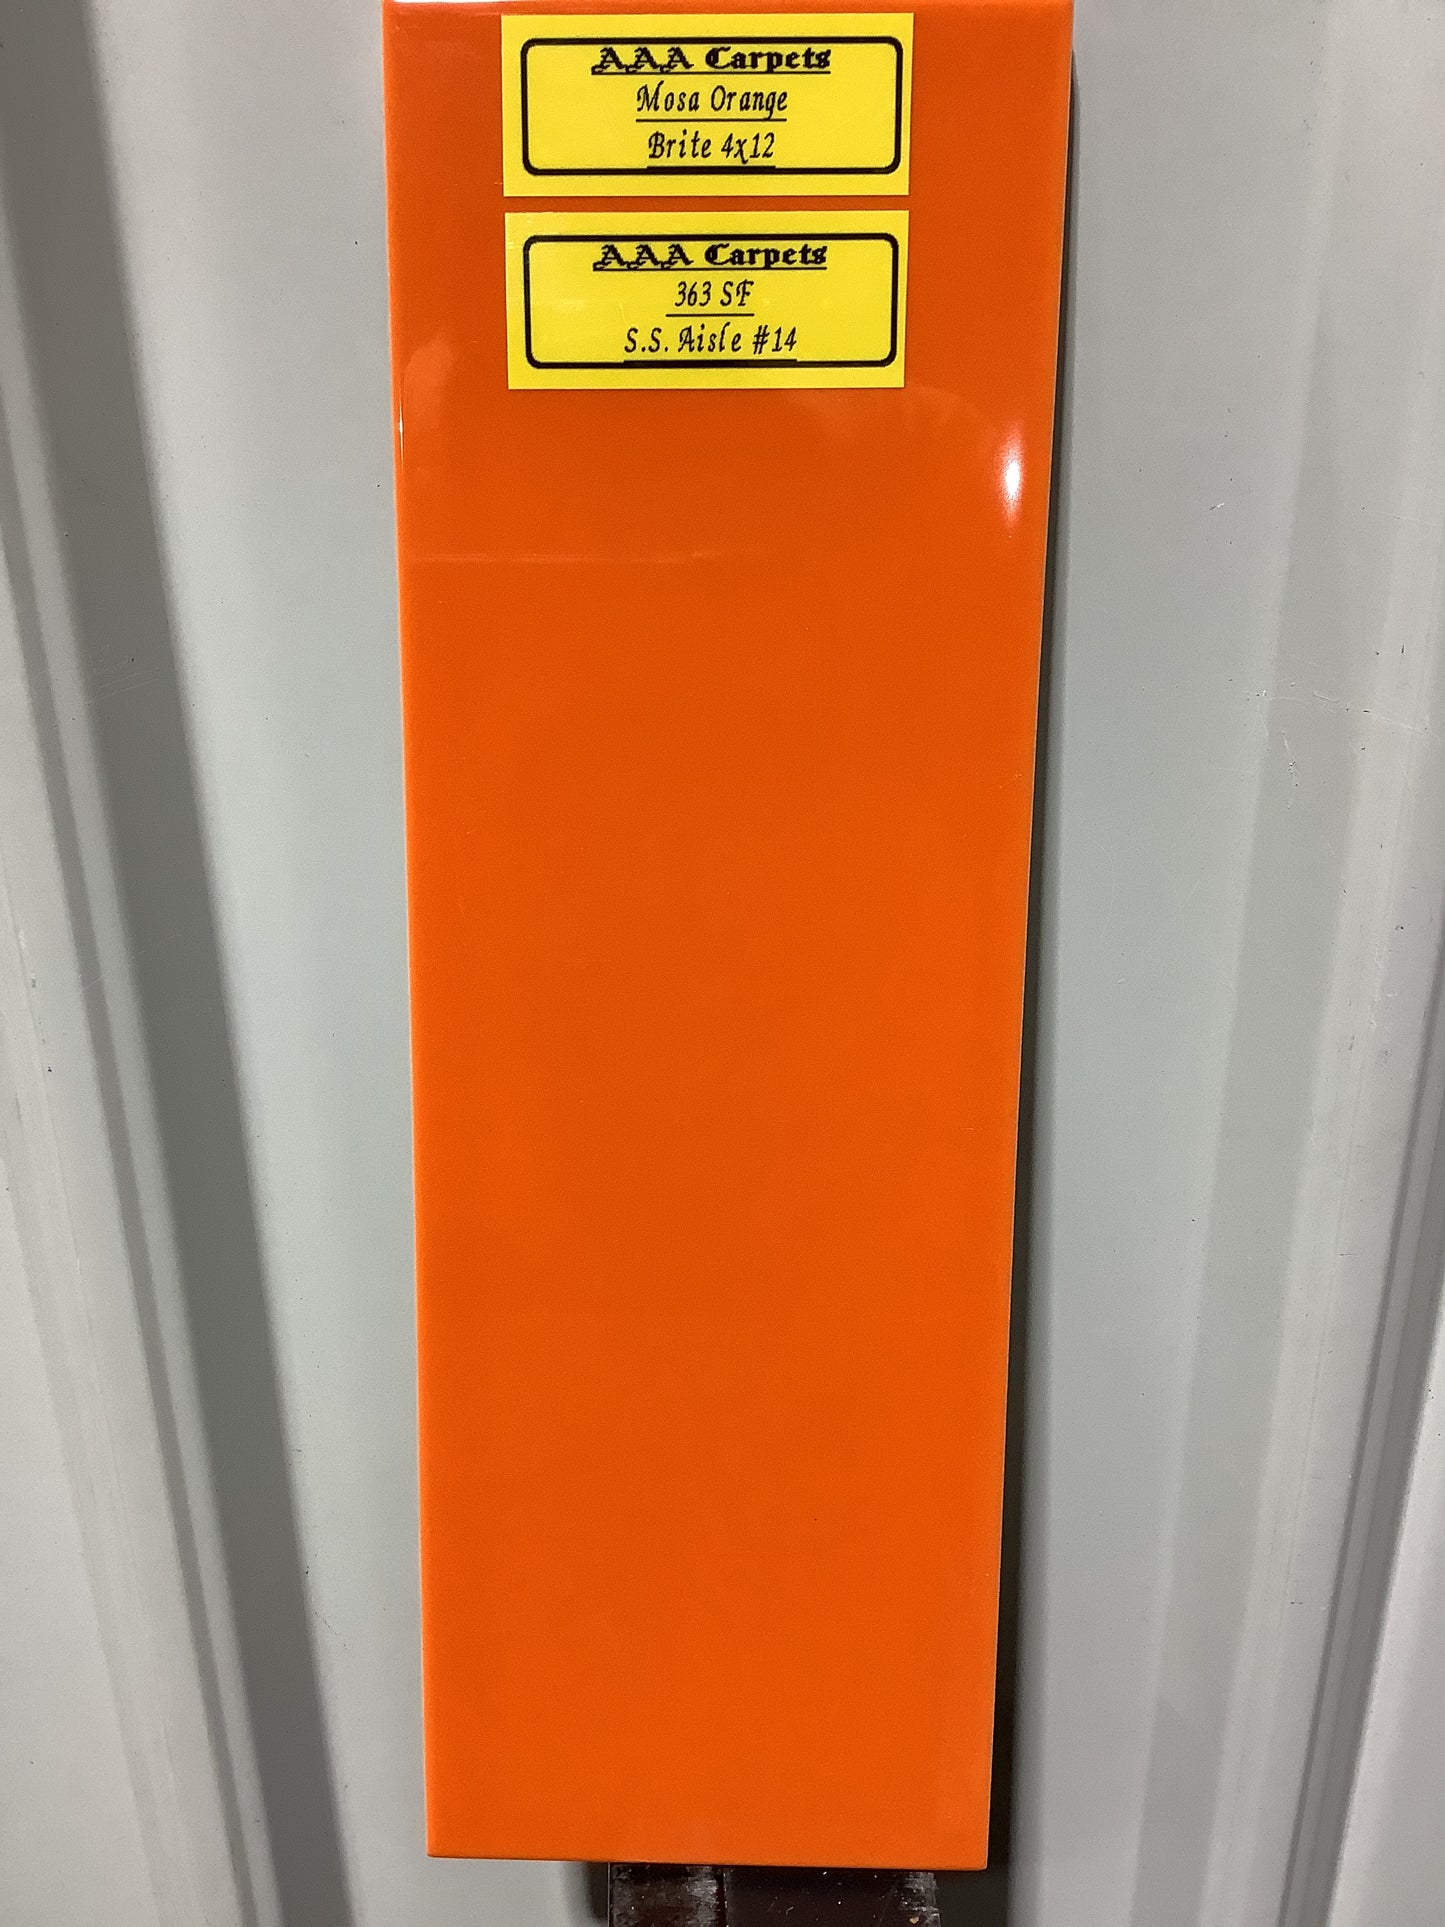 AAA Carpets
Mosa Orange
Brite 4x12
AAA Carpets
363 SF
S.S. Aisle #14